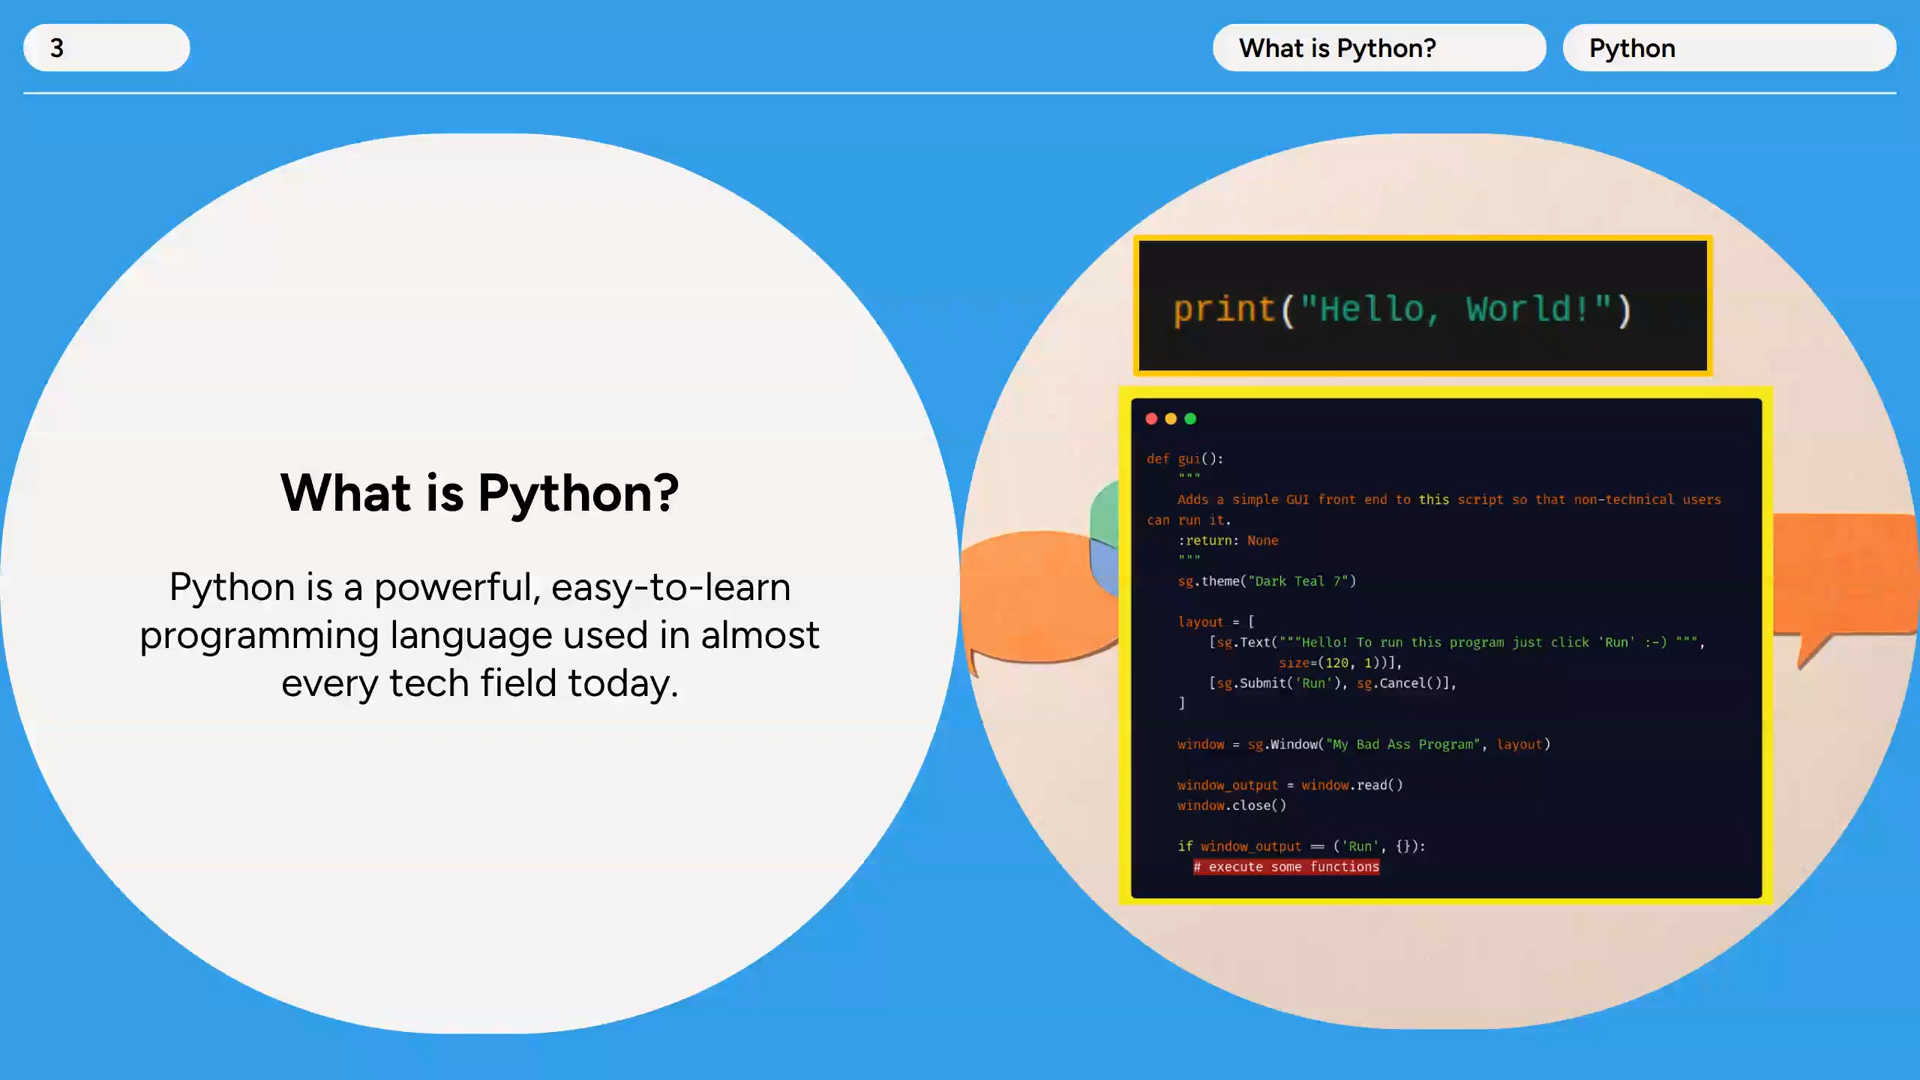 3
What is Python?
Python
What is Python?
Python is a powerful, easy-to-learn
programming language used in almost
every tech field today.
print("Hello, World!")
def gui():
"""
Adds a simple GUI front end to this script so that non-technical users
can run it.
:return: None
"""
sg.theme("Dark Teal 7")
layout = [
[sg.Text("""Hello! To run this program just click 'Run' :-) """,
size=(120, 1))],
[sg.Submit('Run'), sg.Cancel()],
]
window = sg.Window("My Bad Ass Program", layout)
window_output = window.read()
window.close()
if window_output == ('Run', {}):
# execute some functions